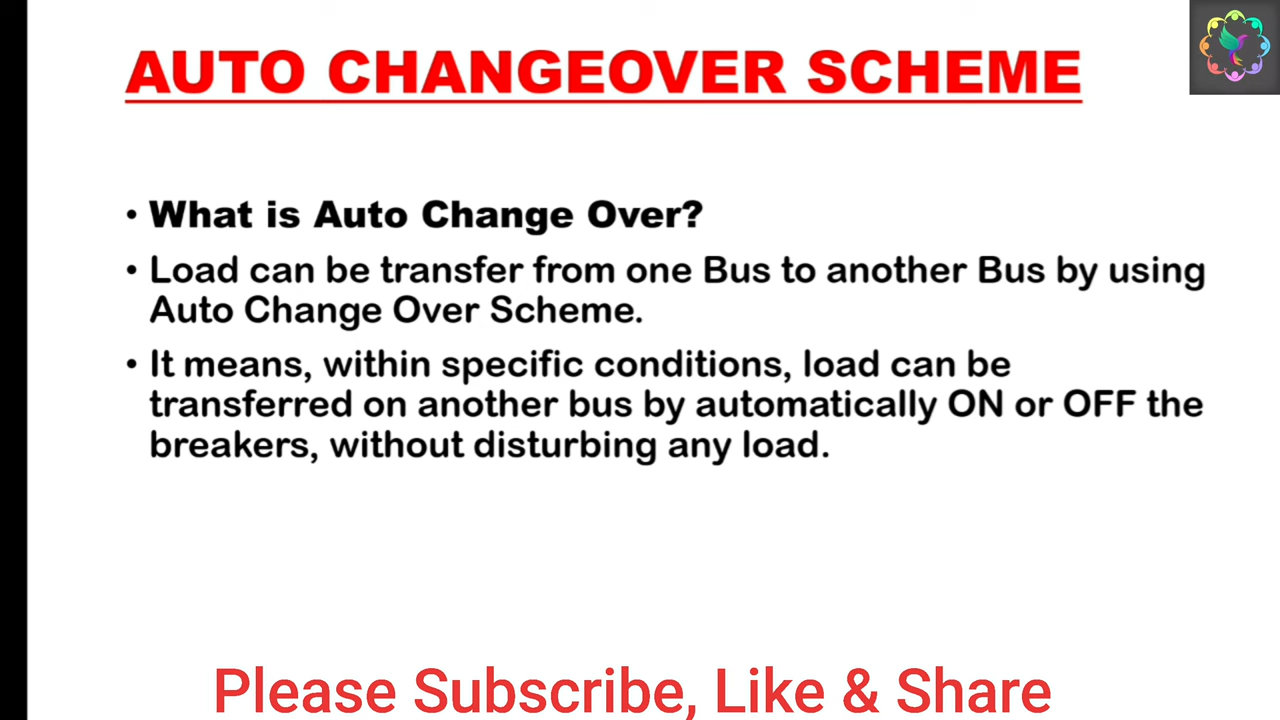 AUTO CHANGEOVER SCHEME
• What is Auto Change Over?
• Load can be transfer from one Bus to another Bus by using
Auto Change Over Scheme.
• It means, within specific conditions, load can be
transferred on another bus by automatically ON or OFF the
breakers, without disturbing any load.
Please Subscribe, Like & Share